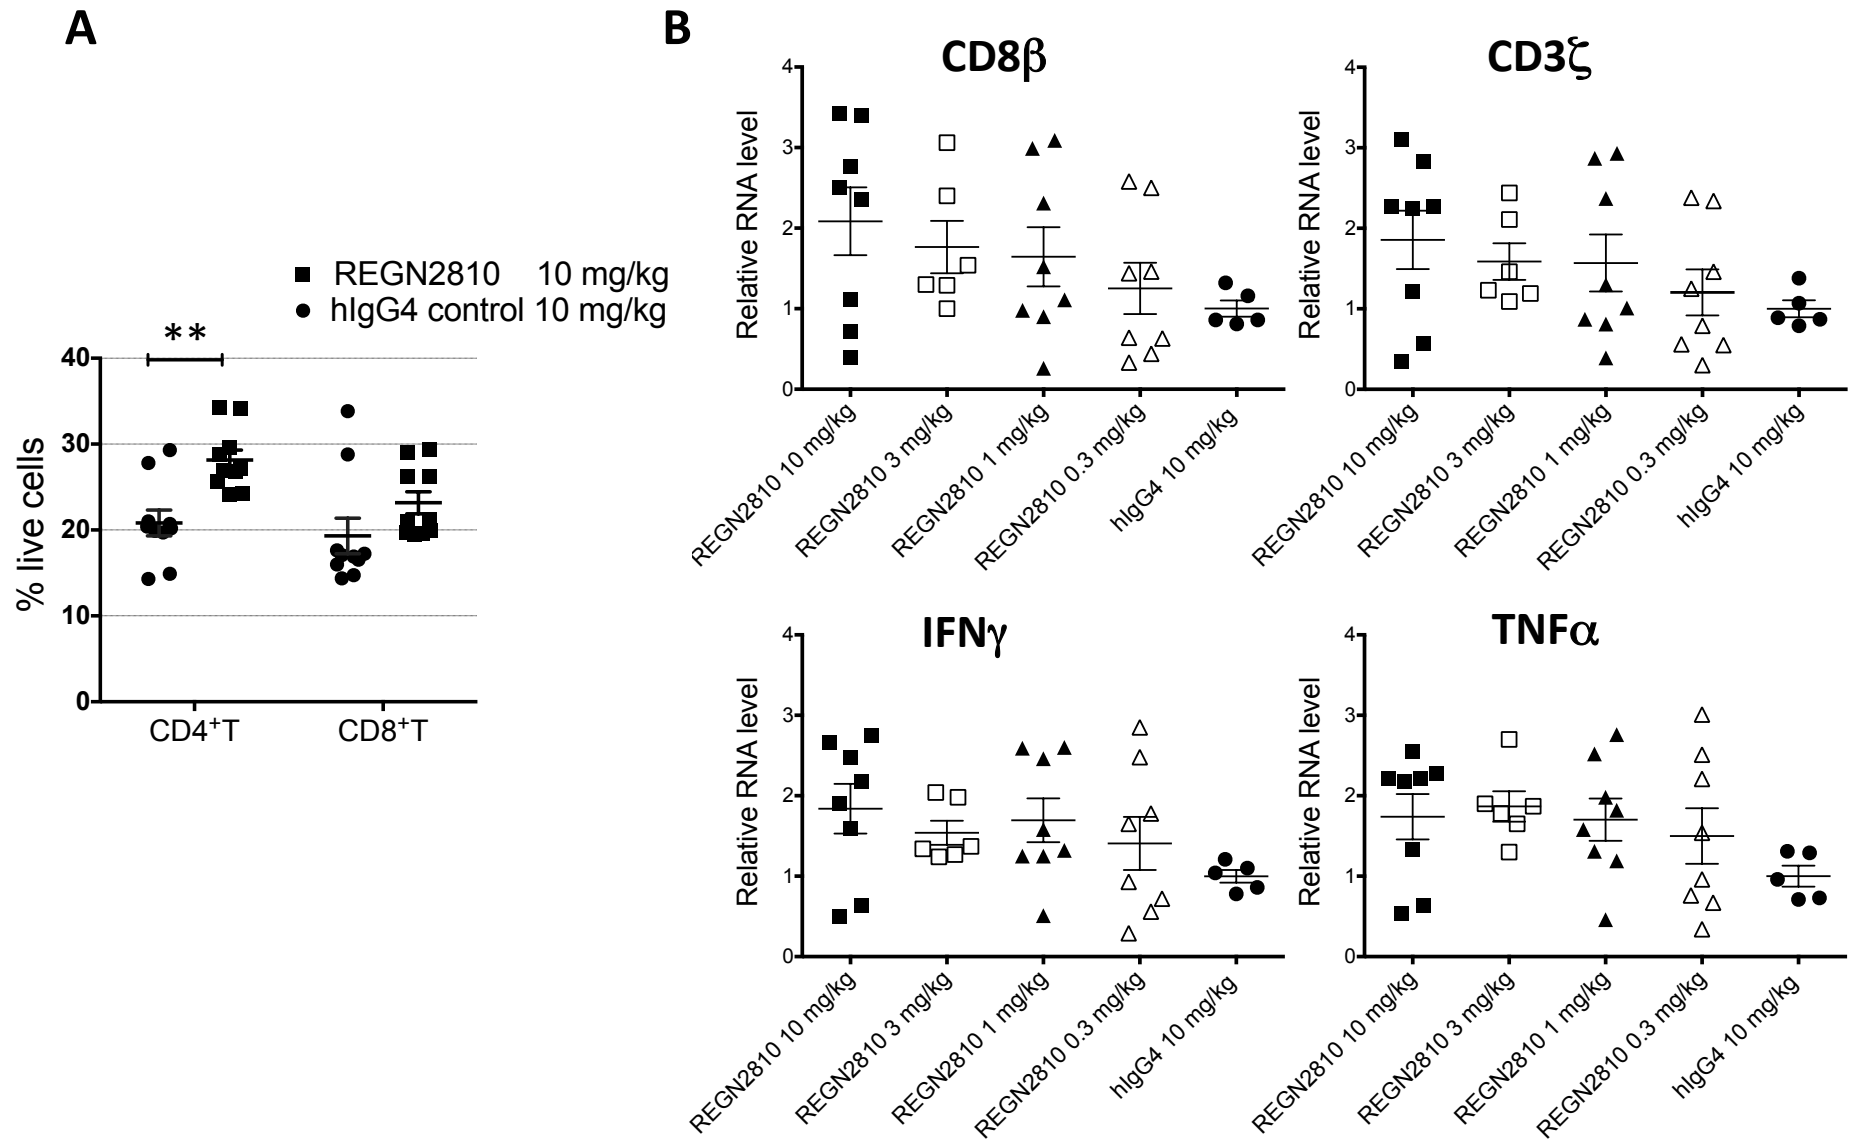 A
REGN2810 10 mg/kg
hIgG4 control 10 mg/kg
**
40
30
20
10
0
% live cells
CD4+T
CD8+T
B
CD8β
Relative RNA level
4
3
2
1
0
REGN2810 10 mg/kg
REGN2810 3 mg/kg
REGN2810 1 mg/kg
REGN2810 0.3 mg/kg
hIgG4 10 mg/kg
CD3ζ
Relative RNA level
4
3
2
1
0
REGN2810 10 mg/kg
REGN2810 3 mg/kg
REGN2810 1 mg/kg
REGN2810 0.3 mg/kg
hIgG4 10 mg/kg
IFNγ
Relative RNA level
4
3
2
1
0
REGN2810 10 mg/kg
REGN2810 3 mg/kg
REGN2810 1 mg/kg
REGN2810 0.3 mg/kg
hIgG4 10 mg/kg
TNFα
Relative RNA level
4
3
2
1
0
REGN2810 10 mg/kg
REGN2810 3 mg/kg
REGN2810 1 mg/kg
REGN2810 0.3 mg/kg
hIgG4 10 mg/kg